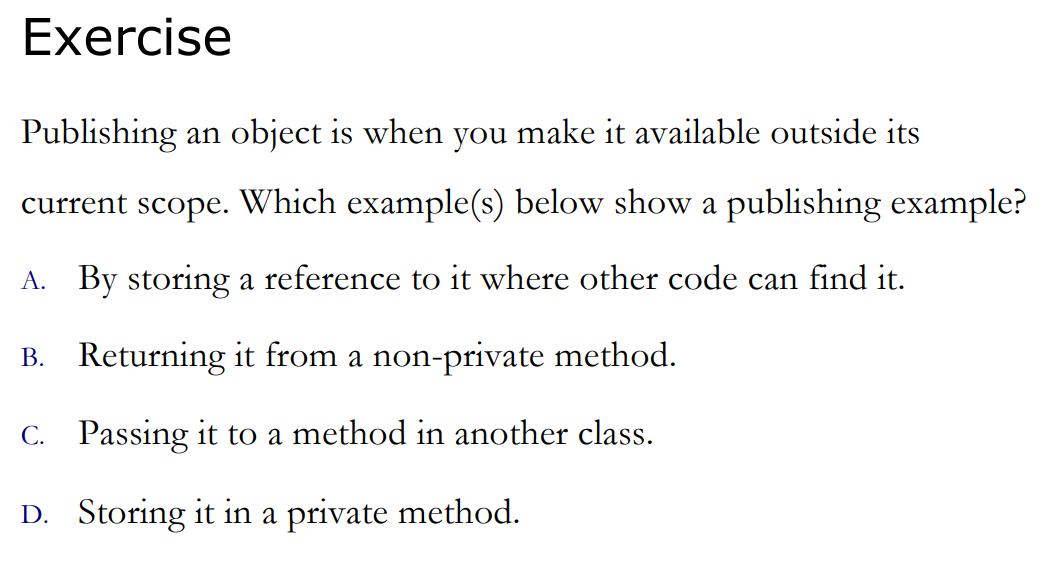 Exercise
Publishing an object is when you make it available outside its
current scope. Which example(s) below show a publishing example?
A. By storing a reference to it where other code can find it.
B. Returning it from a non-private method.
C. Passing it to a method in another class.
D. Storing it in a private method.